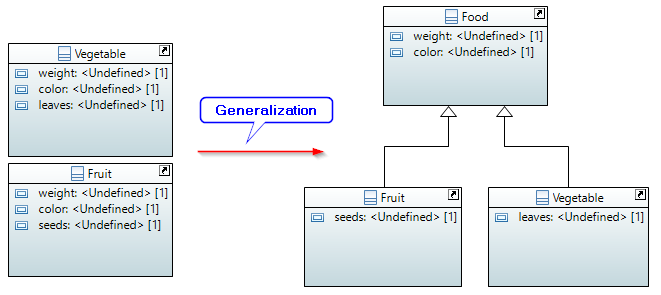 Vegetable
weight: <Undefined> [1]
color: <Undefined> [1]
leaves: <Undefined> [1]
Fruit
weight: <Undefined> [1]
color: <Undefined> [1]
seeds: <Undefined> [1]
Generalization
Food
weight: <Undefined> [1]
color: <Undefined> [1]
Fruit
seeds: <Undefined> [1]
Vegetable
leaves: <Undefined> [1]